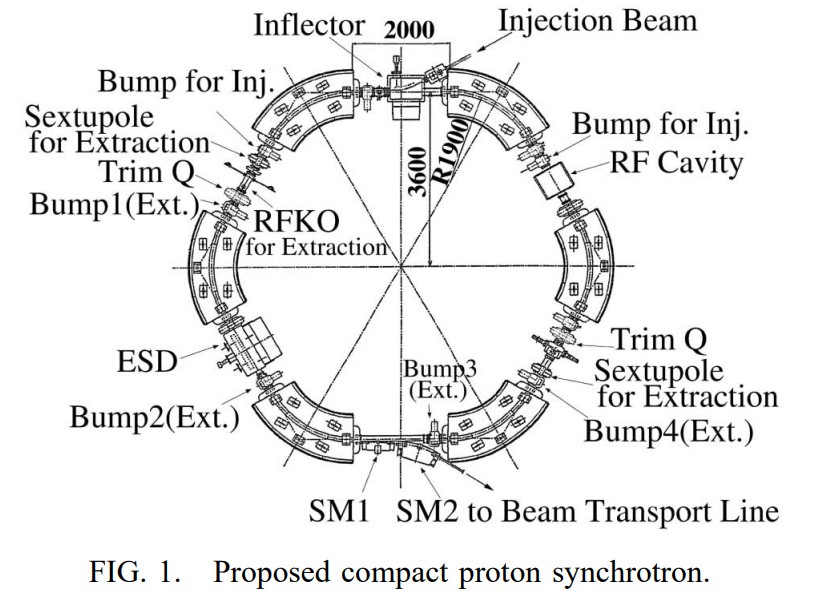 Inflector 2000 Injection Beam
Bump for Inj.
Sextupole
for Extraction
Trim Q
Bump1(Ext.)
RFKO
for Extraction
3600
R1900
Bump for Inj.
RF Cavity
ESD
Bump2(Ext.)
Bump3
(Ext.)
Trim Q
Sextupole
for Extraction
Bump4(Ext.)
SM1 SM2 to Beam Transport Line
FIG. 1. Proposed compact proton synchrotron.